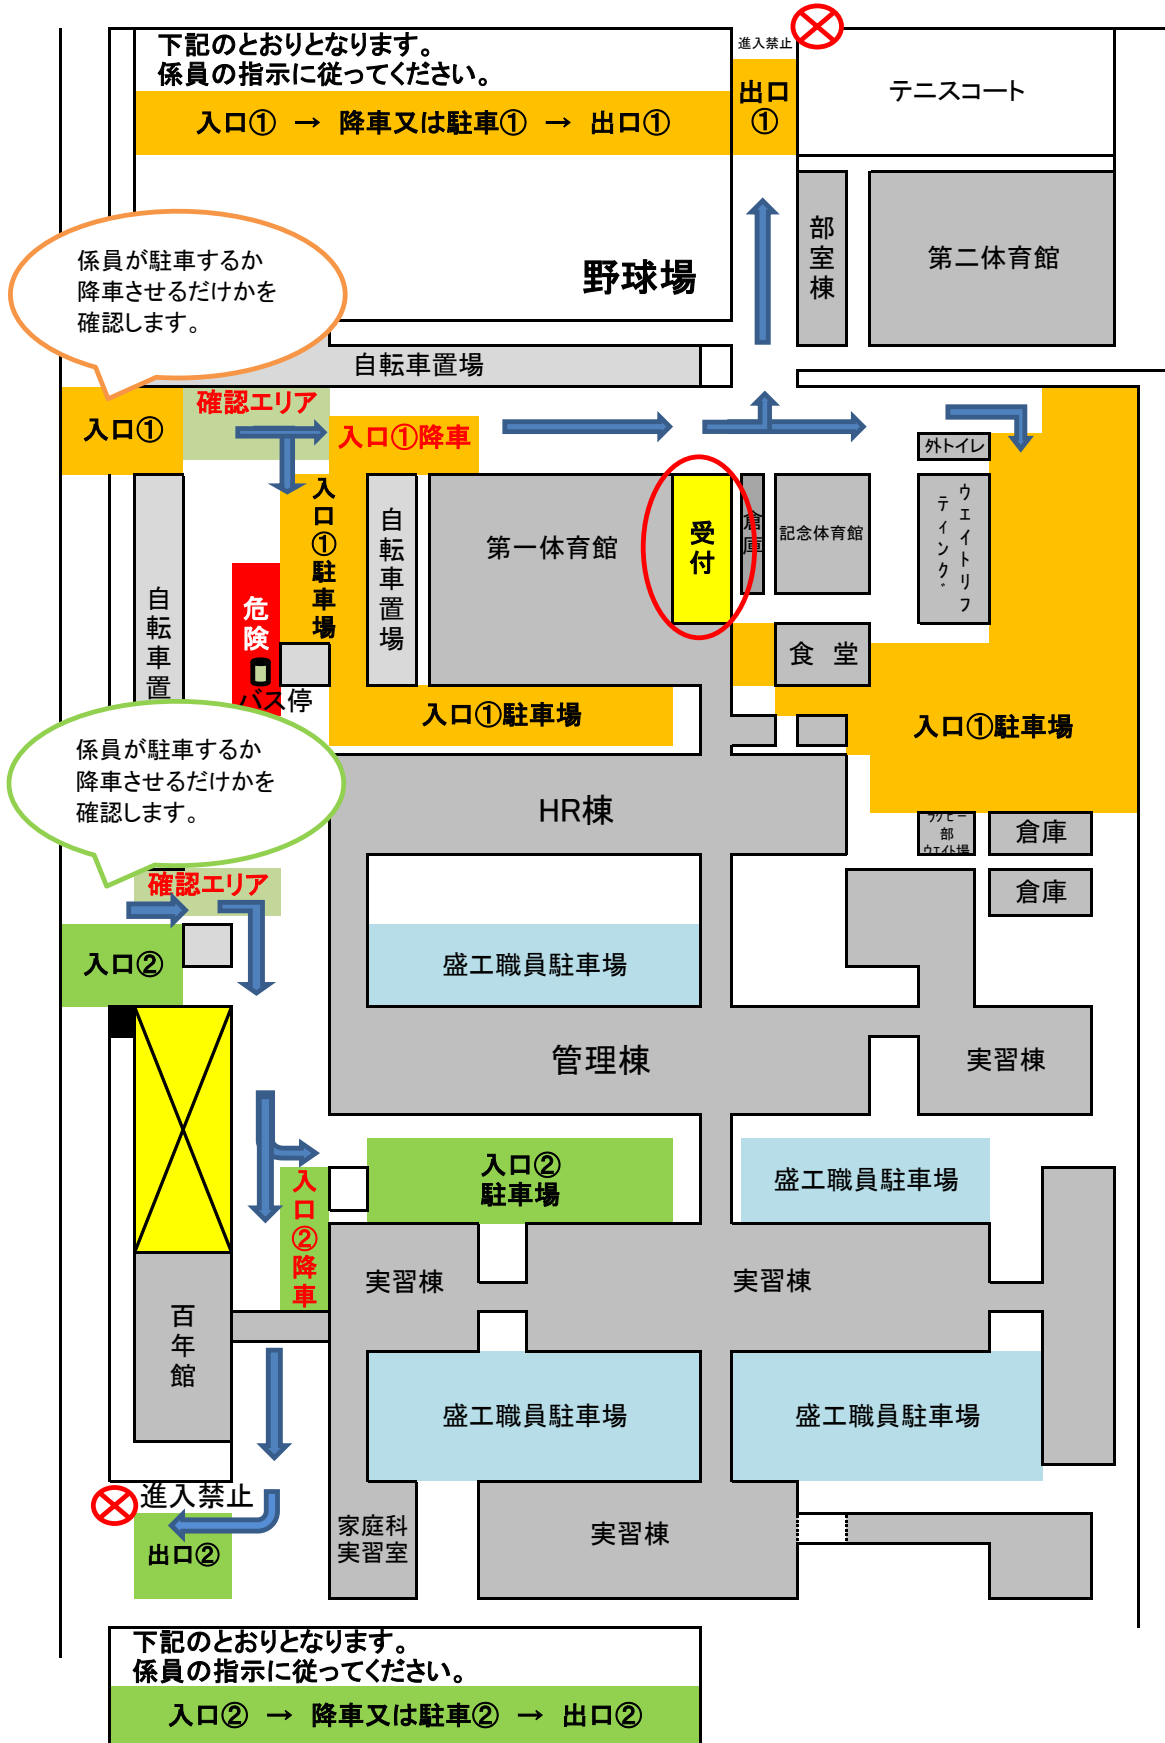 下記のとおりとなります。
係員の指示に従ってください。
入口① → 降車又は駐車① → 出口①
進入禁止
出口
①
テニスコート
部室棟
第二体育館
野球場
係員が駐車するか
降車させるだけかを
確認します。
自転車置場
入口①
確認エリア
入口①降車
外トイレ
入口①駐車場
自転車置場
第一体育館
受付
倉庫
記念体育館
ウエイトリフ
ティング
自転車置
危険
バス停
食 堂
入口①駐車場
入口①駐車場
係員が駐車するか
降車させるだけかを
確認します。
HR棟
ラグビー
部
ウエイト場
倉庫
倉庫
確認エリア
入口②
盛工職員駐車場
管理棟
実習棟
入口②
駐車場
盛工職員駐車場
入口②降車
実習棟
実習棟
百年館
盛工職員駐車場
盛工職員駐車場
進入禁止
出口②
家庭科
実習室
実習棟
下記のとおりとなります。
係員の指示に従ってください。
入口② → 降車又は駐車② → 出口②